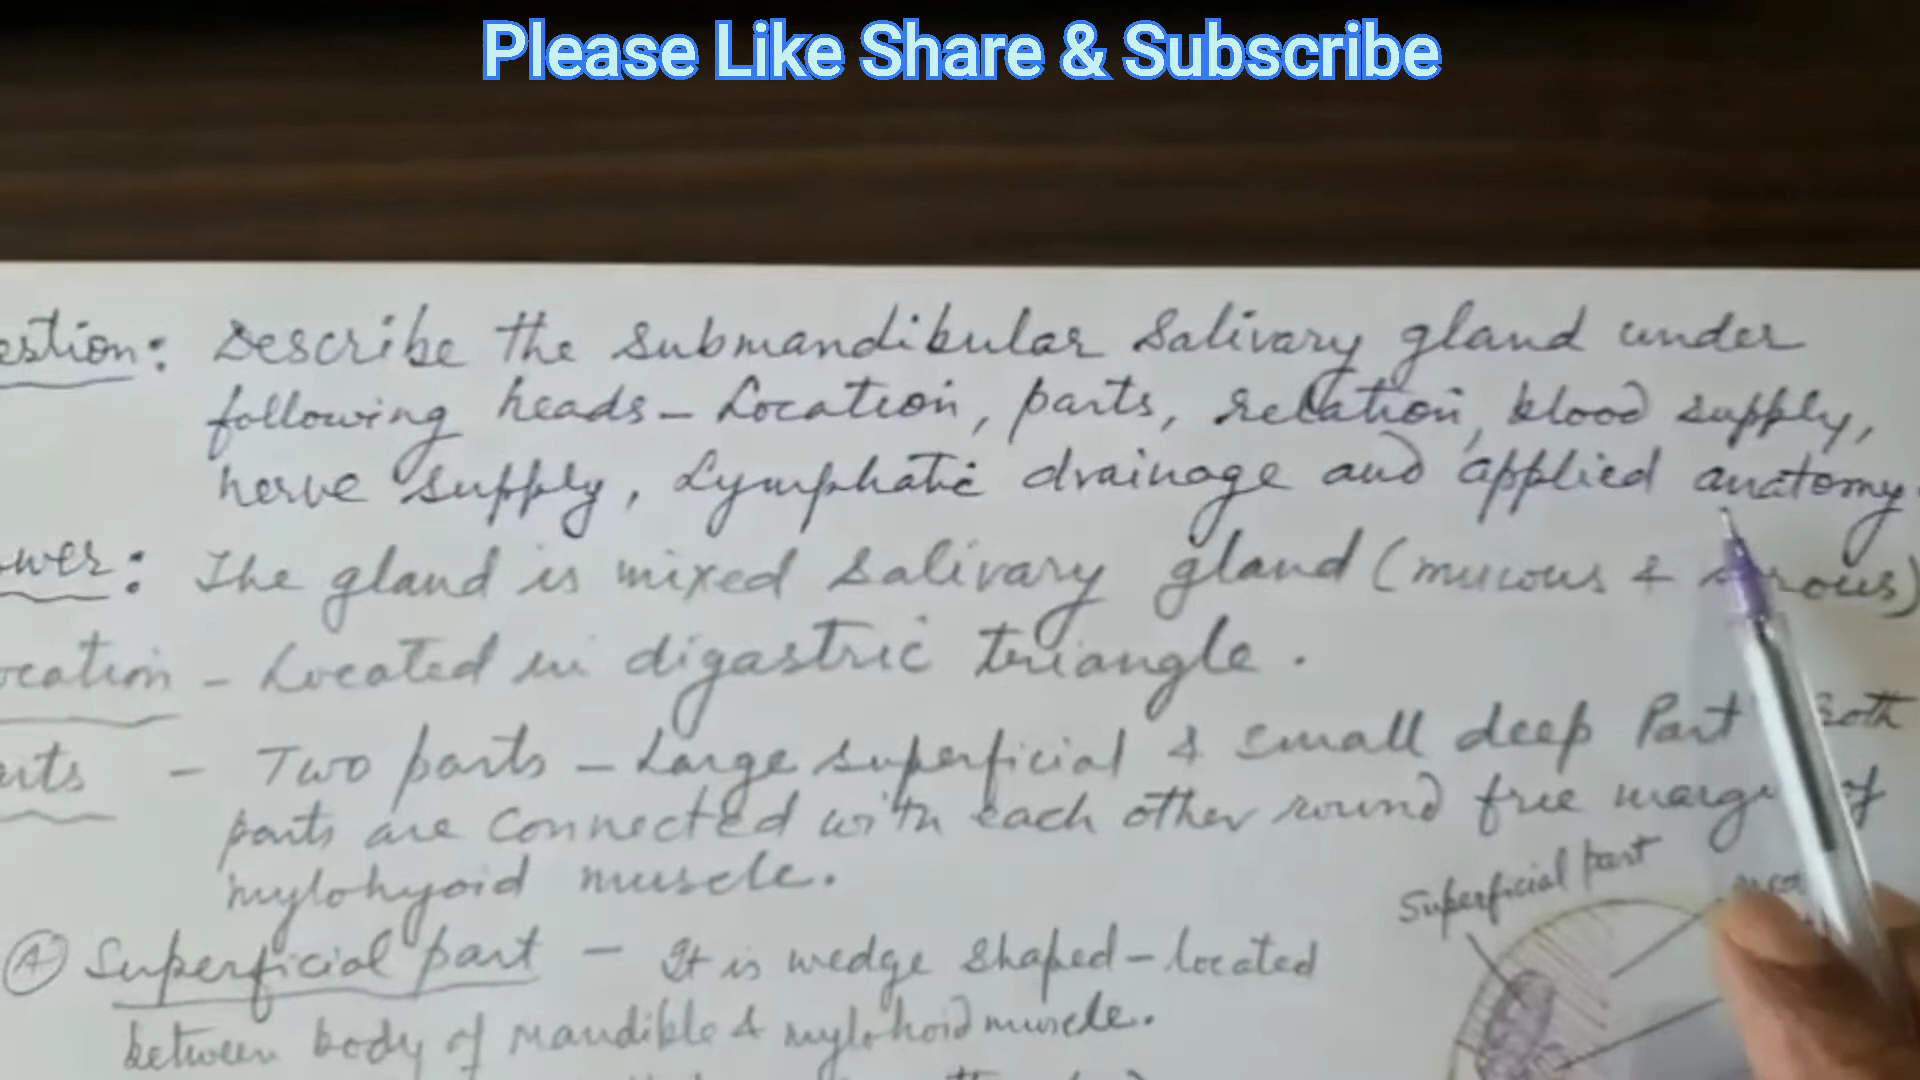 Please Like Share & Subscribe
estion: Describe the submandibular salivary gland under
following heads - Location, parts, relation, blood supply,
nerve supply, Lymphatic drainage and applied anatomy.
wer: The gland is mixed salivary gland (mucous & serous)
ocation - Located in digastric triangle.
arts - Two parts - Large superficial & small deep Part Both
parts are connected with each other round free margin of
mylohyoid muscle.
Superficial part
(A) Superficial part - It is wedge shaped - located
between body of mandible & mylohoid muscle.